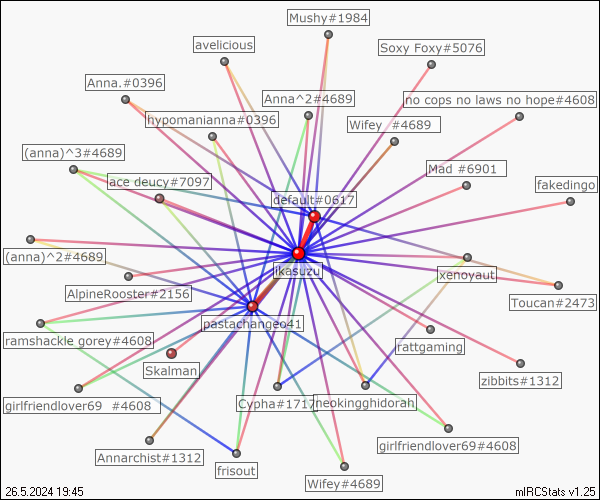 Mushy#1984
avelicious
Soxy Foxy#5076
Anna.#0396
Anna^2#4689
no cops no laws no hope#4608
hypomanianna#0396
Wifey  #4689
(anna)^3#4689
ace deucy#7097
Mad #6901
default#0617
fakedingo
(anna)^2#4689
ikasuzu
xenoyaut
AlpineRooster#2156
Toucan#2473
pastachangeo41
ramshackle gorey#4608
irattgaming
Skalman
zibbits#1312
girlfriendlover69  #4608
Cypha#1717
neokingghidorah
girlfriendlover69#4608
Annarchist#1312
frisout
Wifey#4689
26.5.2024 19:45
mIRCStats v1.25